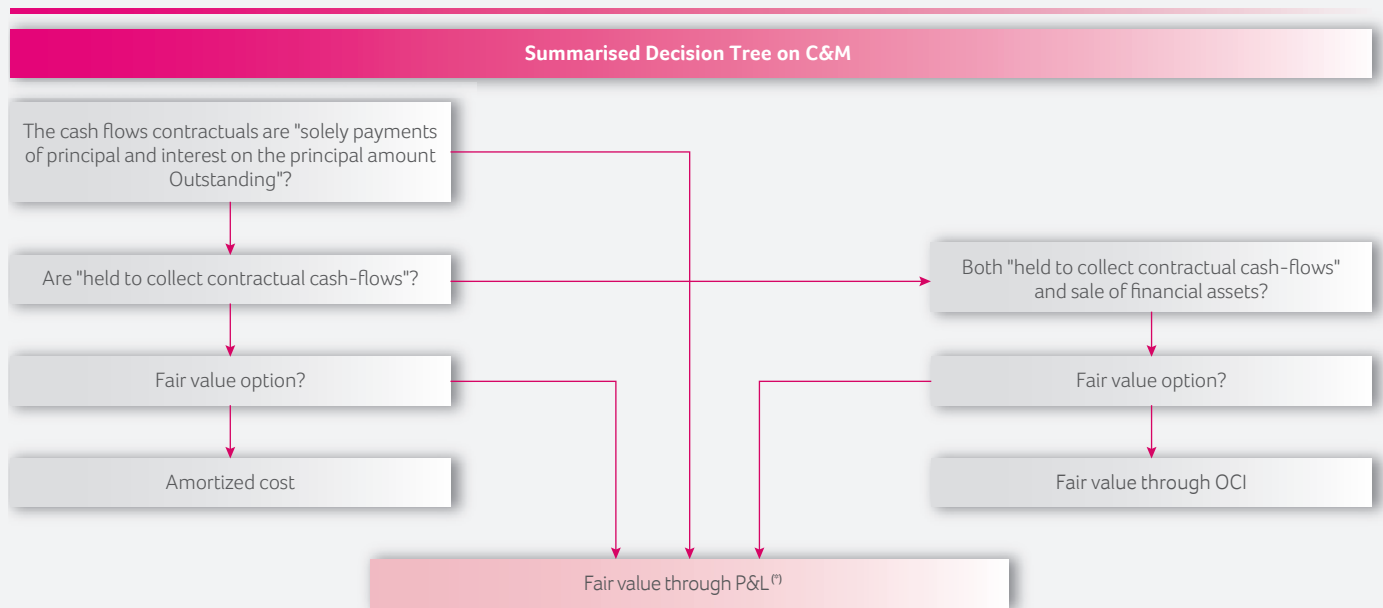 Summarised Decision Tree on C&M
The cash flows contractuals are "solely payments
of principal and interest on the principal amount
Outstanding"?
Are "held to collect contractual cash-flows"?
Both "held to collect contractual cash-flows"
and sale of financial assets?
Fair value option?
Fair value option?
Amortized cost
Fair value through OCI
Fair value through P&L(*)